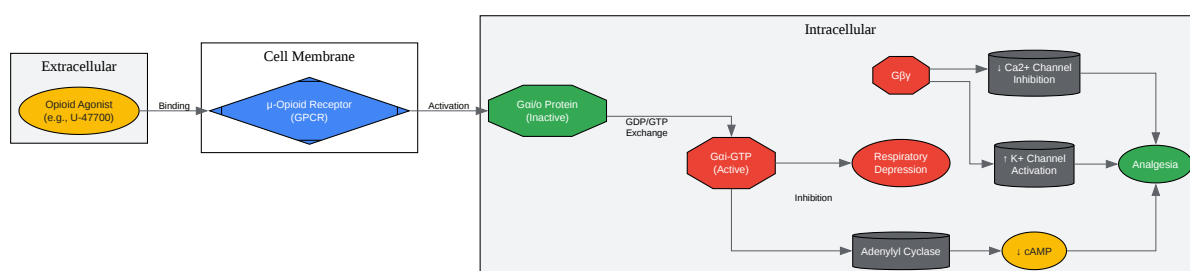 Extracellular
Opioid Agonist
(e.g., U-47700)
Binding
Cell Membrane
μ-Opioid Receptor
(GPCR)
Activation
Intracellular
Gαi/o Protein
(Inactive)
GDP/GTP
Exchange
Gαi-GTP
(Active)
Inhibition
Respiratory
Depression
Gβγ
↓ Ca2+ Channel
Inhibition
↑ K+ Channel
Activation
Analgesia
Adenylyl Cyclase
↓ cAMP